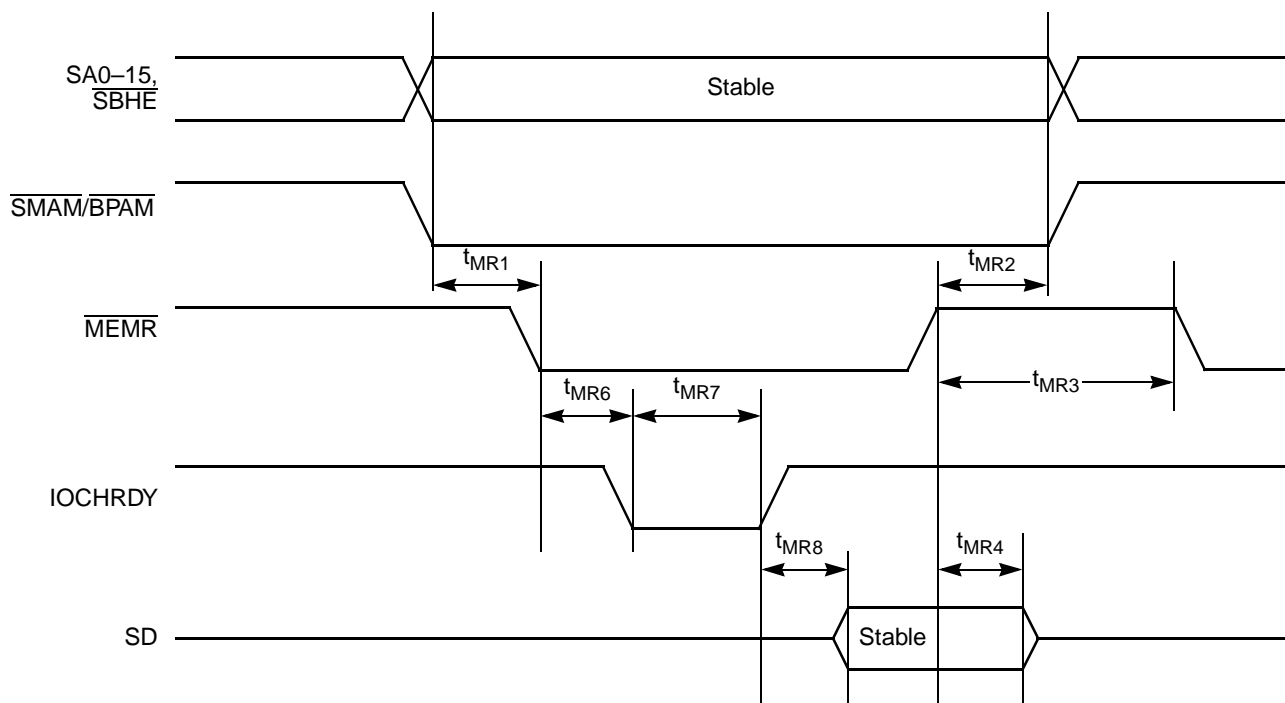 SA0–15,
SBHE
Stable
SMAM/BPAM
tMR1
tMR2
MEMR
tMR6
tMR7
tMR3
IOCHRDY
tMR8
tMR4
SD
Stable